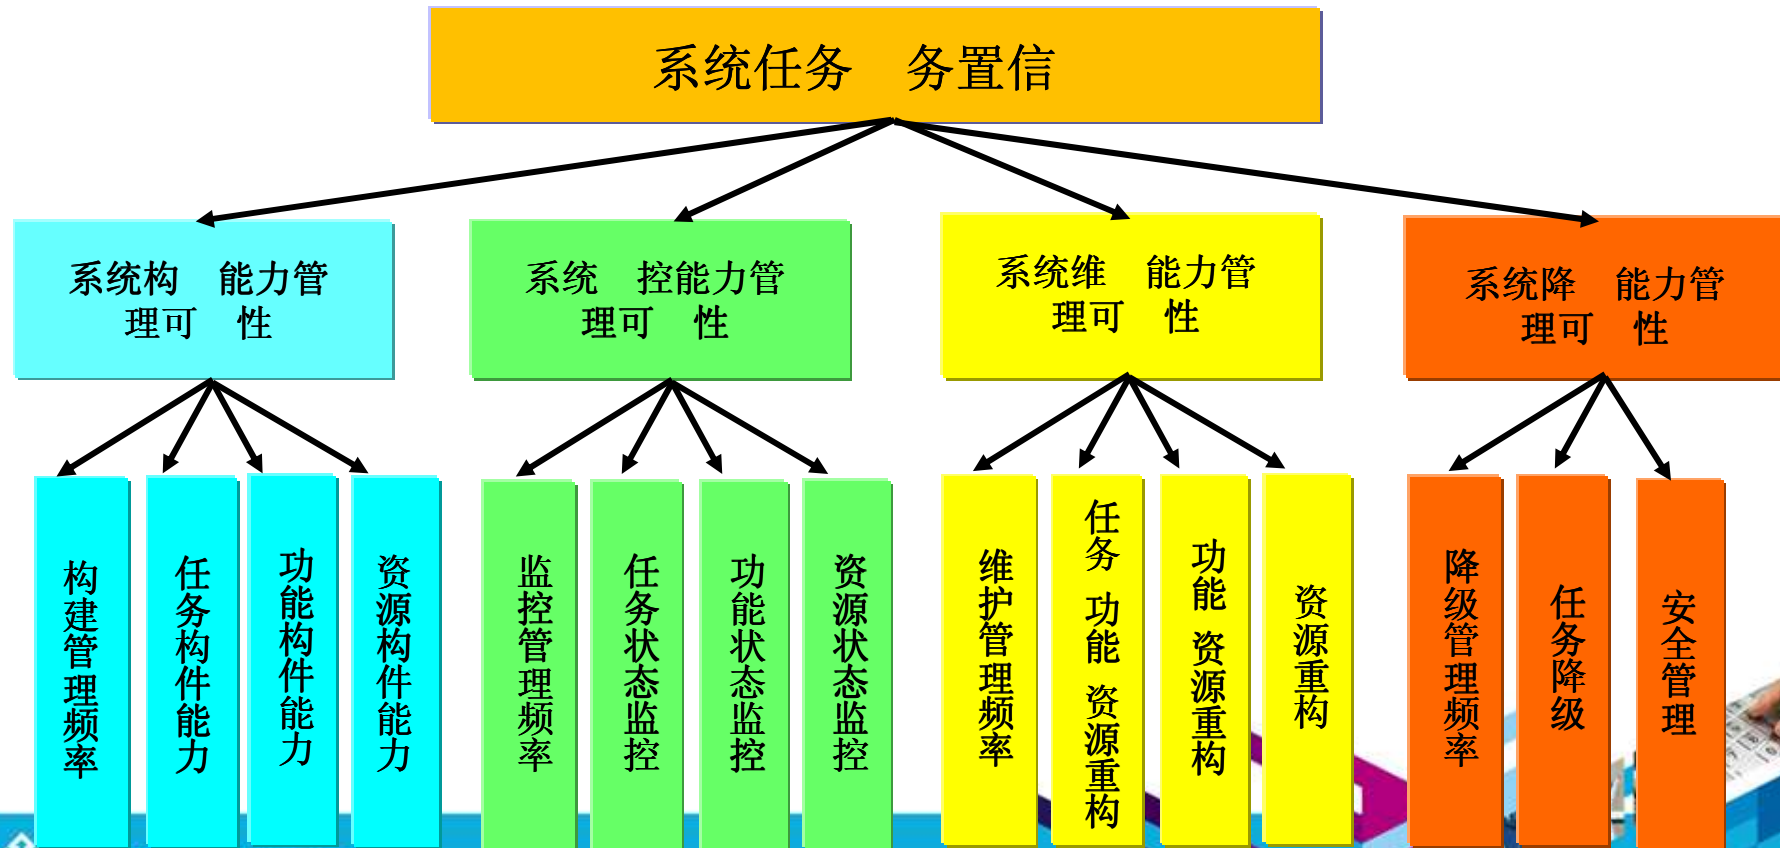 系统任务 务置信
系统构 能力管
理可 性
系统 控能力管
理可 性
系统维 能力管
理可 性
系统降 能力管
理可 性
构建管理频率
任务构件能力
功能构件能力
资源构件能力
监控管理频率
任务状态监控
功能状态监控
资源状态监控
维护管理频率
任务 功能 资源重构
功能 资源重构
资源重构
降级管理频率
任务降级
安全管理